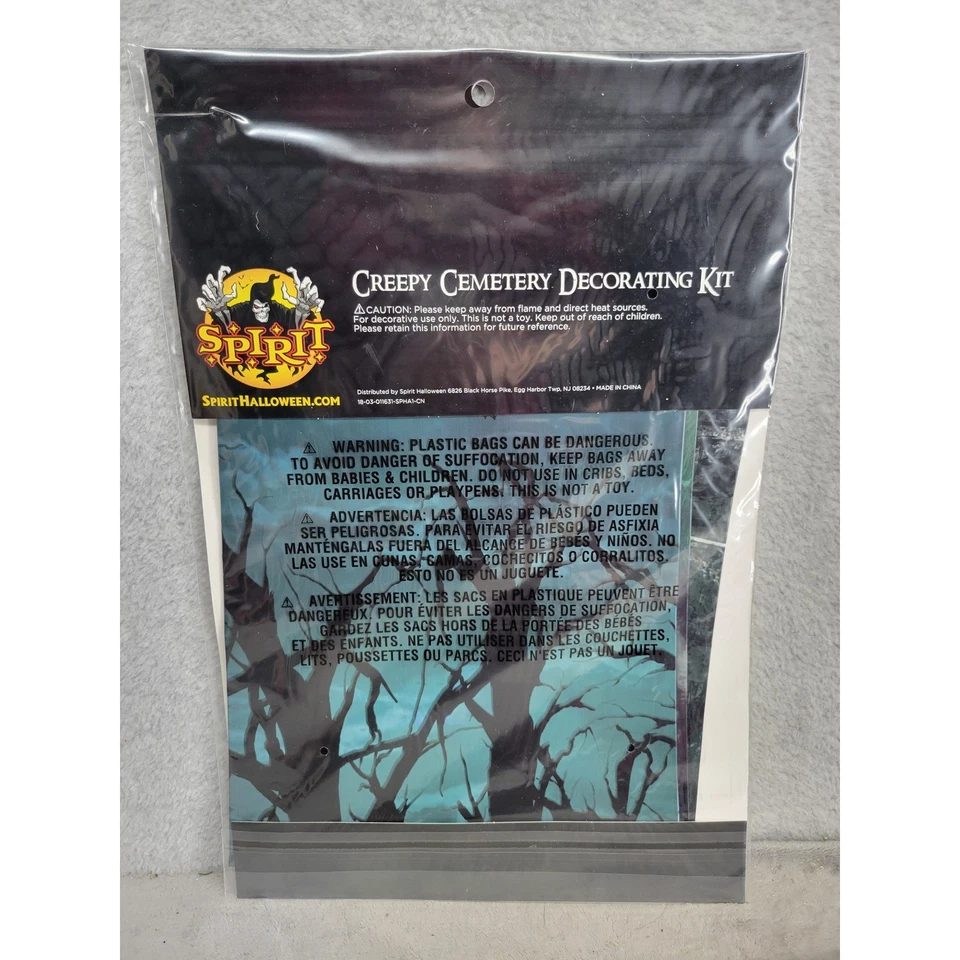 SPIRIT
SPIRITHALLOWEEN.COM
CREEPY CEMETERY DECORATING KIT
⚠CAUTION: Please keep away from flame and direct heat sources.
For decorative use only. This is not a toy. Keep out of reach of children.
Please retain this information for future reference.
Distributed by Spirit Halloween 6826 Black Horse Pike, Egg Harbor Twp, NJ 08234 • MADE IN CHINA
18-03-011631-SPHA1-CN
⚠ WARNING: PLASTIC BAGS CAN BE DANGEROUS.
TO AVOID DANGER OF SUFFOCATION, KEEP BAGS AWAY
FROM BABIES & CHILDREN. DO NOT USE IN CRIBS, BEDS,
CARRIAGES OR PLAYPENS. THIS IS NOT A TOY.
⚠ ADVERTENCIA: LAS BOLSAS DE PLÁSTICO PUEDEN
SER PELIGROSAS. PARA EVITAR EL RIESGO DE ASFIXIA
MANTÉNGALAS FUERA DEL ALCANCE DE BEBÉS Y NIÑOS. NO
LAS USE EN CUNAS, CAMAS, COCHECITOS O CORRALITOS.
ESTO NO ES UN JUGUETE.
⚠ AVERTISSEMENT: LES SACS EN PLASTIQUE PEUVENT ÊTRE
DANGEREUX. POUR ÉVITER LES DANGERS DE SUFFOCATION,
GARDEZ LES SACS HORS DE LA PORTÉE DES BÉBÉS
ET DES ENFANTS. NE PAS UTILISER DANS LES COUCHETTES,
LITS, POUSSETTES OU PARCS. CECI N'EST PAS UN JOUET.